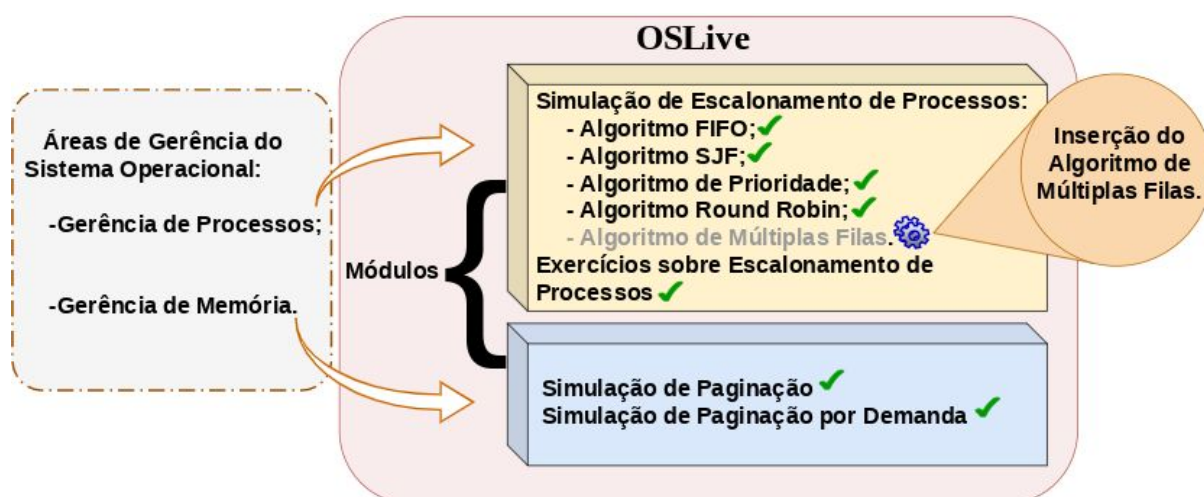 OSLive
Áreas de Gerência do
Sistema Operacional:
-Gerência de Processos;
-Gerência de Memória.
Módulos
Simulação de Escalonamento de Processos:
- Algoritmo FIFO;
- Algoritmo SJF;
- Algoritmo de Prioridade;
- Algoritmo Round Robin;
- Algoritmo de Múltiplas Filas.
Exercícios sobre Escalonamento de
Processos
Simulação de Paginação
Simulação de Paginação por Demanda
Inserção do
Algoritmo de
Múltiplas Filas.